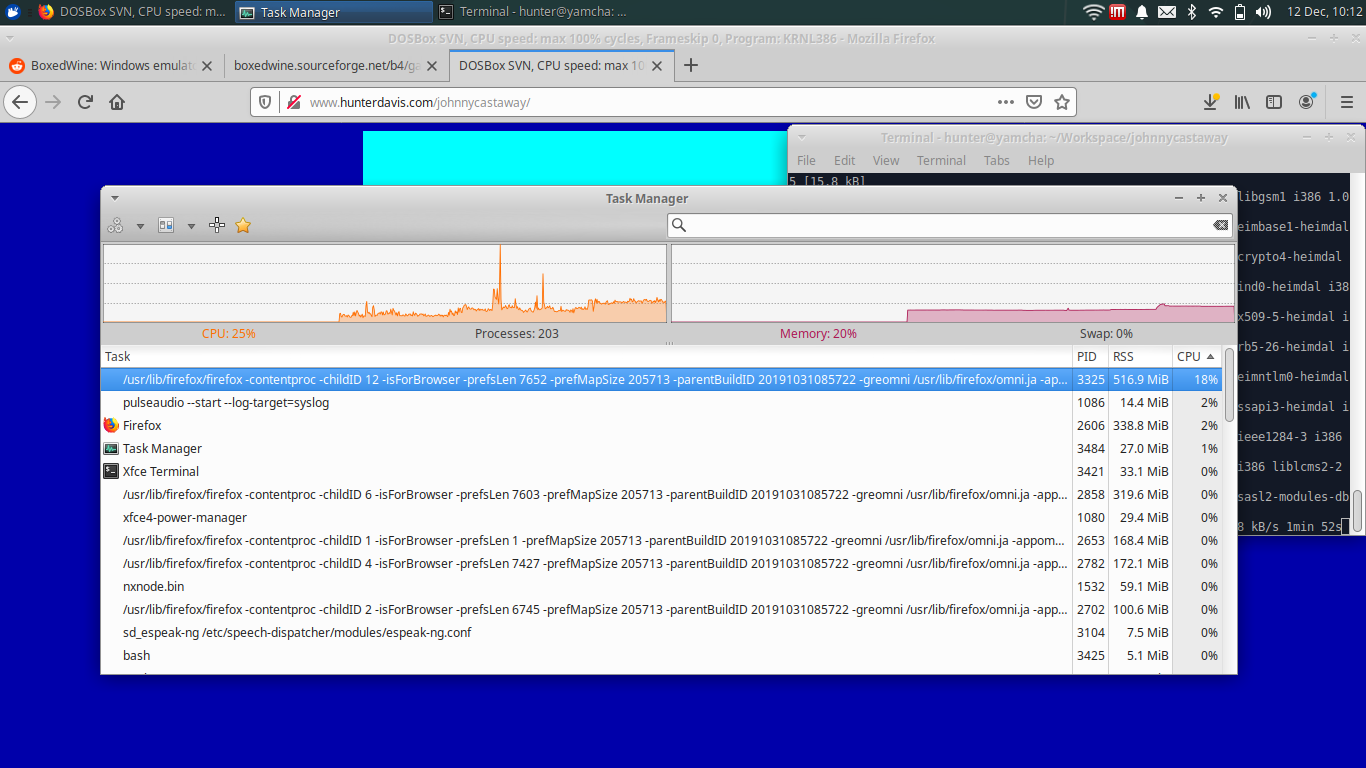 DOSBox SVN, CPU speed: m...
Task Manager
Terminal - hunter@yamcha: ...
12 Dec, 10:12
DOSBox SVN, CPU speed: max 100% cycles, Frameskip 0, Program: KRNL386 - Mozilla Firefox
BoxedWine: Windows emulat
boxedwine.sourceforge.net/b4/ga
DOSBox SVN, CPU speed: max 10
www.hunterdavis.com/johnnycastaway/
Terminal - hunter@yamcha: ~/Workspace/johnnycastaway
File Edit View Terminal Tabs Help
5 [15.8 kB]
libgsm1 i386 1.0
eimbase1-heimdal
crypto4-heimdal
ind0-heimdal i38
x509-5-heimdal i
rb5-26-heimdal i
eimntlm0-heimdal
ssapi3-heimdal i
ieee1284-3 i386
i386 liblcms2-2
sasl2-modules-db
8 kB/s 1min 52s
Task Manager
CPU: 25% Processes: 203 Memory: 20% Swap: 0%
Task PID RSS CPU
/usr/lib/firefox/firefox -contentproc -childID 12 -isForBrowser -prefsLen 7652 -prefMapSize 205713 -parentBuildID 20191031085722 -greomni /usr/lib/firefox/omni.ja -ap... 3325 516.9 MiB 18%
pulseaudio --start --log-target=syslog 1086 14.4 MiB 2%
Firefox 2606 338.8 MiB 2%
Task Manager 3484 27.0 MiB 1%
Xfce Terminal 3421 33.1 MiB 0%
/usr/lib/firefox/firefox -contentproc -childID 6 -isForBrowser -prefsLen 7603 -prefMapSize 205713 -parentBuildID 20191031085722 -greomni /usr/lib/firefox/omni.ja -app... 2858 319.6 MiB 0%
xfce4-power-manager 1080 29.4 MiB 0%
/usr/lib/firefox/firefox -contentproc -childID 1 -isForBrowser -prefsLen 1 -prefMapSize 205713 -parentBuildID 20191031085722 -greomni /usr/lib/firefox/omni.ja -appom... 2653 168.4 MiB 0%
/usr/lib/firefox/firefox -contentproc -childID 4 -isForBrowser -prefsLen 7427 -prefMapSize 205713 -parentBuildID 20191031085722 -greomni /usr/lib/firefox/omni.ja -app... 2782 172.1 MiB 0%
nxnode.bin 1532 59.1 MiB 0%
/usr/lib/firefox/firefox -contentproc -childID 2 -isForBrowser -prefsLen 6745 -prefMapSize 205713 -parentBuildID 20191031085722 -greomni /usr/lib/firefox/omni.ja -app... 2702 100.6 MiB 0%
sd_espeak-ng /etc/speech-dispatcher/modules/espeak-ng.conf 3104 7.5 MiB 0%
bash 3425 5.1 MiB 0%